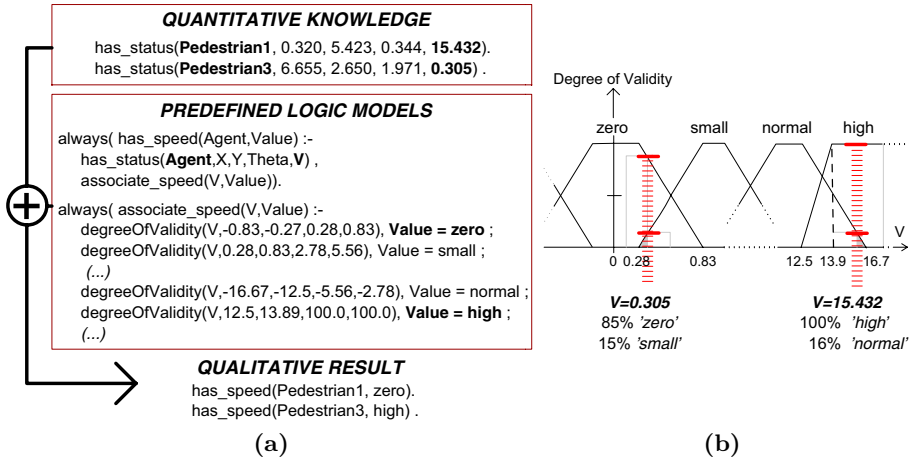 QUANTITATIVE KNOWLEDGE
has_status(Pedestrian1, 0.320, 5.423, 0.344, 15.432).
has_status(Pedestrian3, 6.655, 2.650, 1.971, 0.305) .
PREDEFINED LOGIC MODELS
always( has_speed(Agent,Value) :-
has_status(Agent,X,Y,Theta,V) ,
associate_speed(V,Value)).
always( associate_speed(V,Value) :-
degreeOfValidity(V,-0.83,-0.27,0.28,0.83), Value = zero ;
degreeOfValidity(V,0.28,0.83,2.78,5.56), Value = small ;
(...)
degreeOfValidity(V,-16.67,-12.5,-5.56,-2.78), Value = normal ;
degreeOfValidity(V,12.5,13.89,100.0,100.0), Value = high ;
(...)
QUALITATIVE RESULT
has_speed(Pedestrian1, zero).
has_speed(Pedestrian3, high) .
(a)
Degree of Validity
zero small normal high
V
0 0.28 0.83 12.5 13.9 16.7
V=0.305 V=15.432
85% 'zero' 100% 'high'
15% 'small' 16% 'normal'
(b)